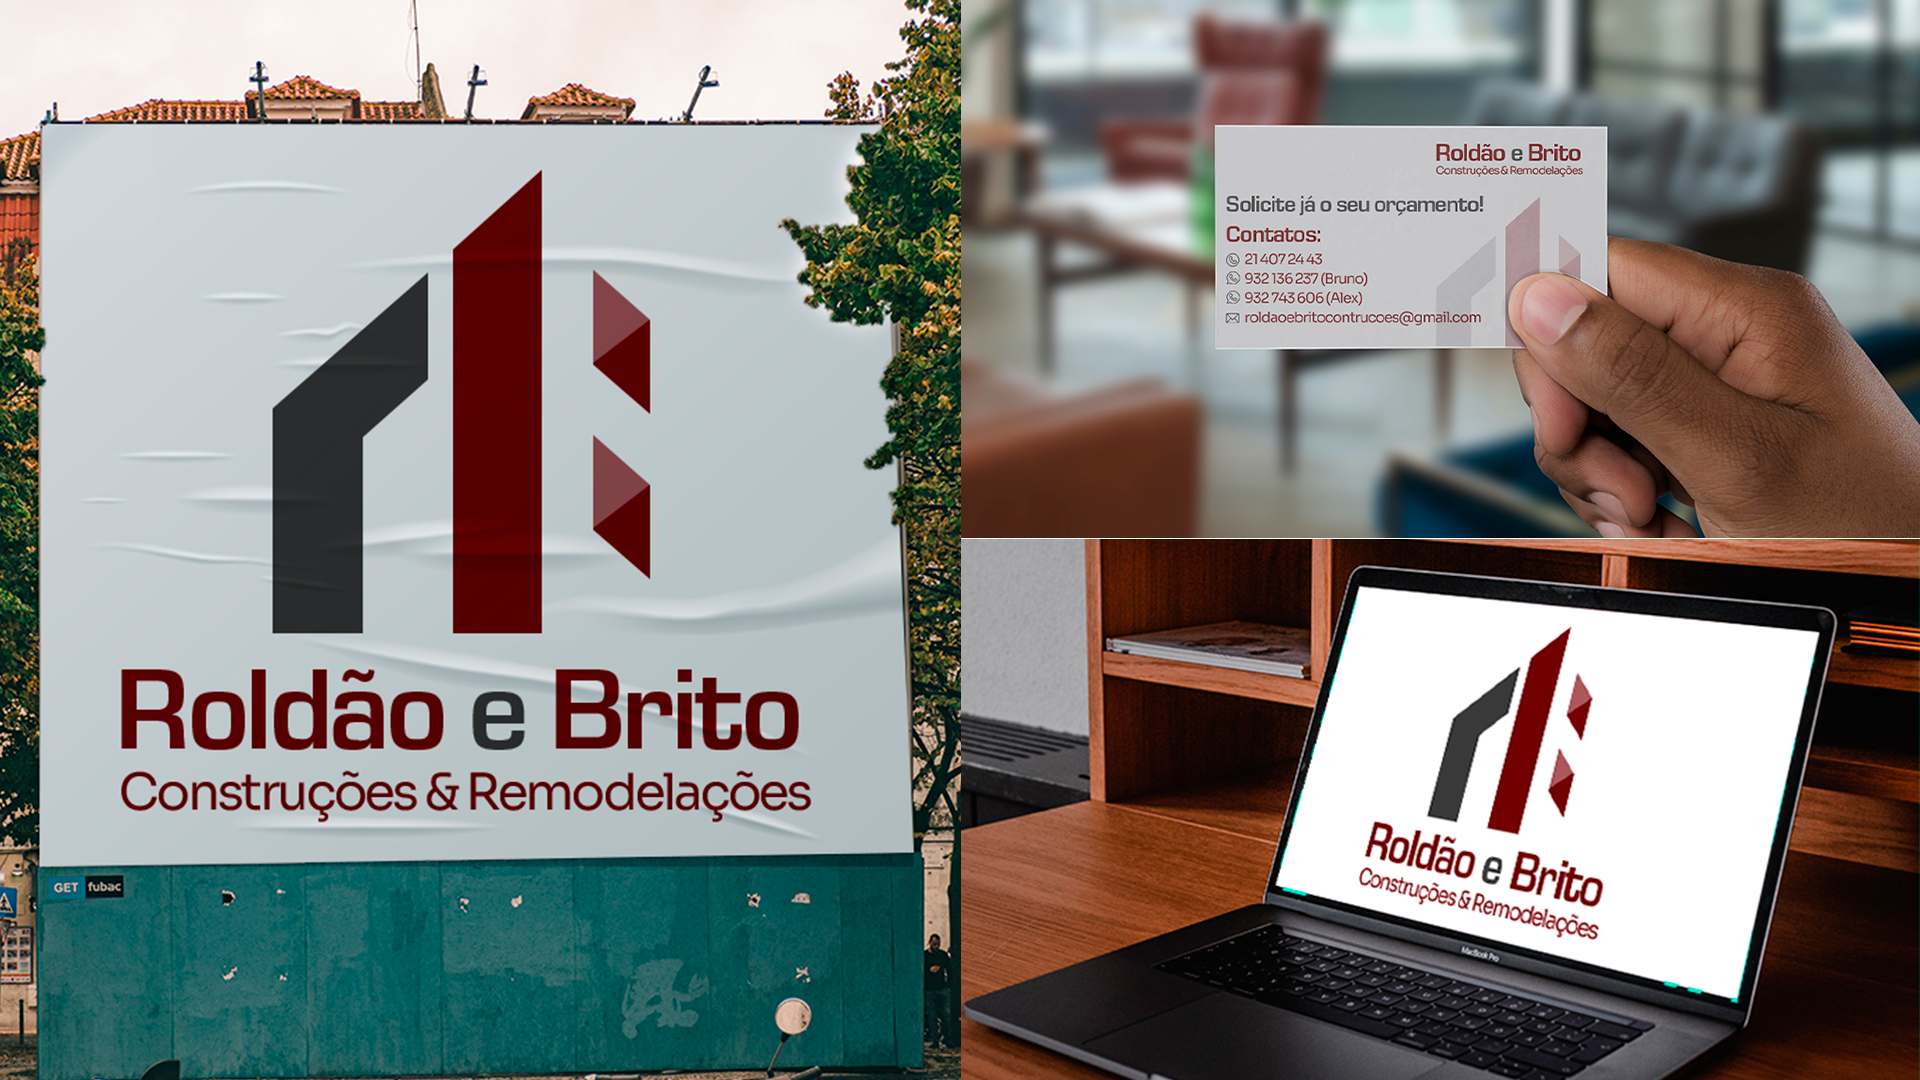 Roldão e Brito
Construções & Remodelações
GET fubac
Roldão e Brito
Construções & Remodelações
Solicite já o seu orçamento!
Contatos:
21 407 24 43
932 136 237 (Bruno)
932 743 606 (Alex)
roldaoebritocontrucoes@gmail.com
Roldão e Brito
Construções & Remodelações
MacBook Pro